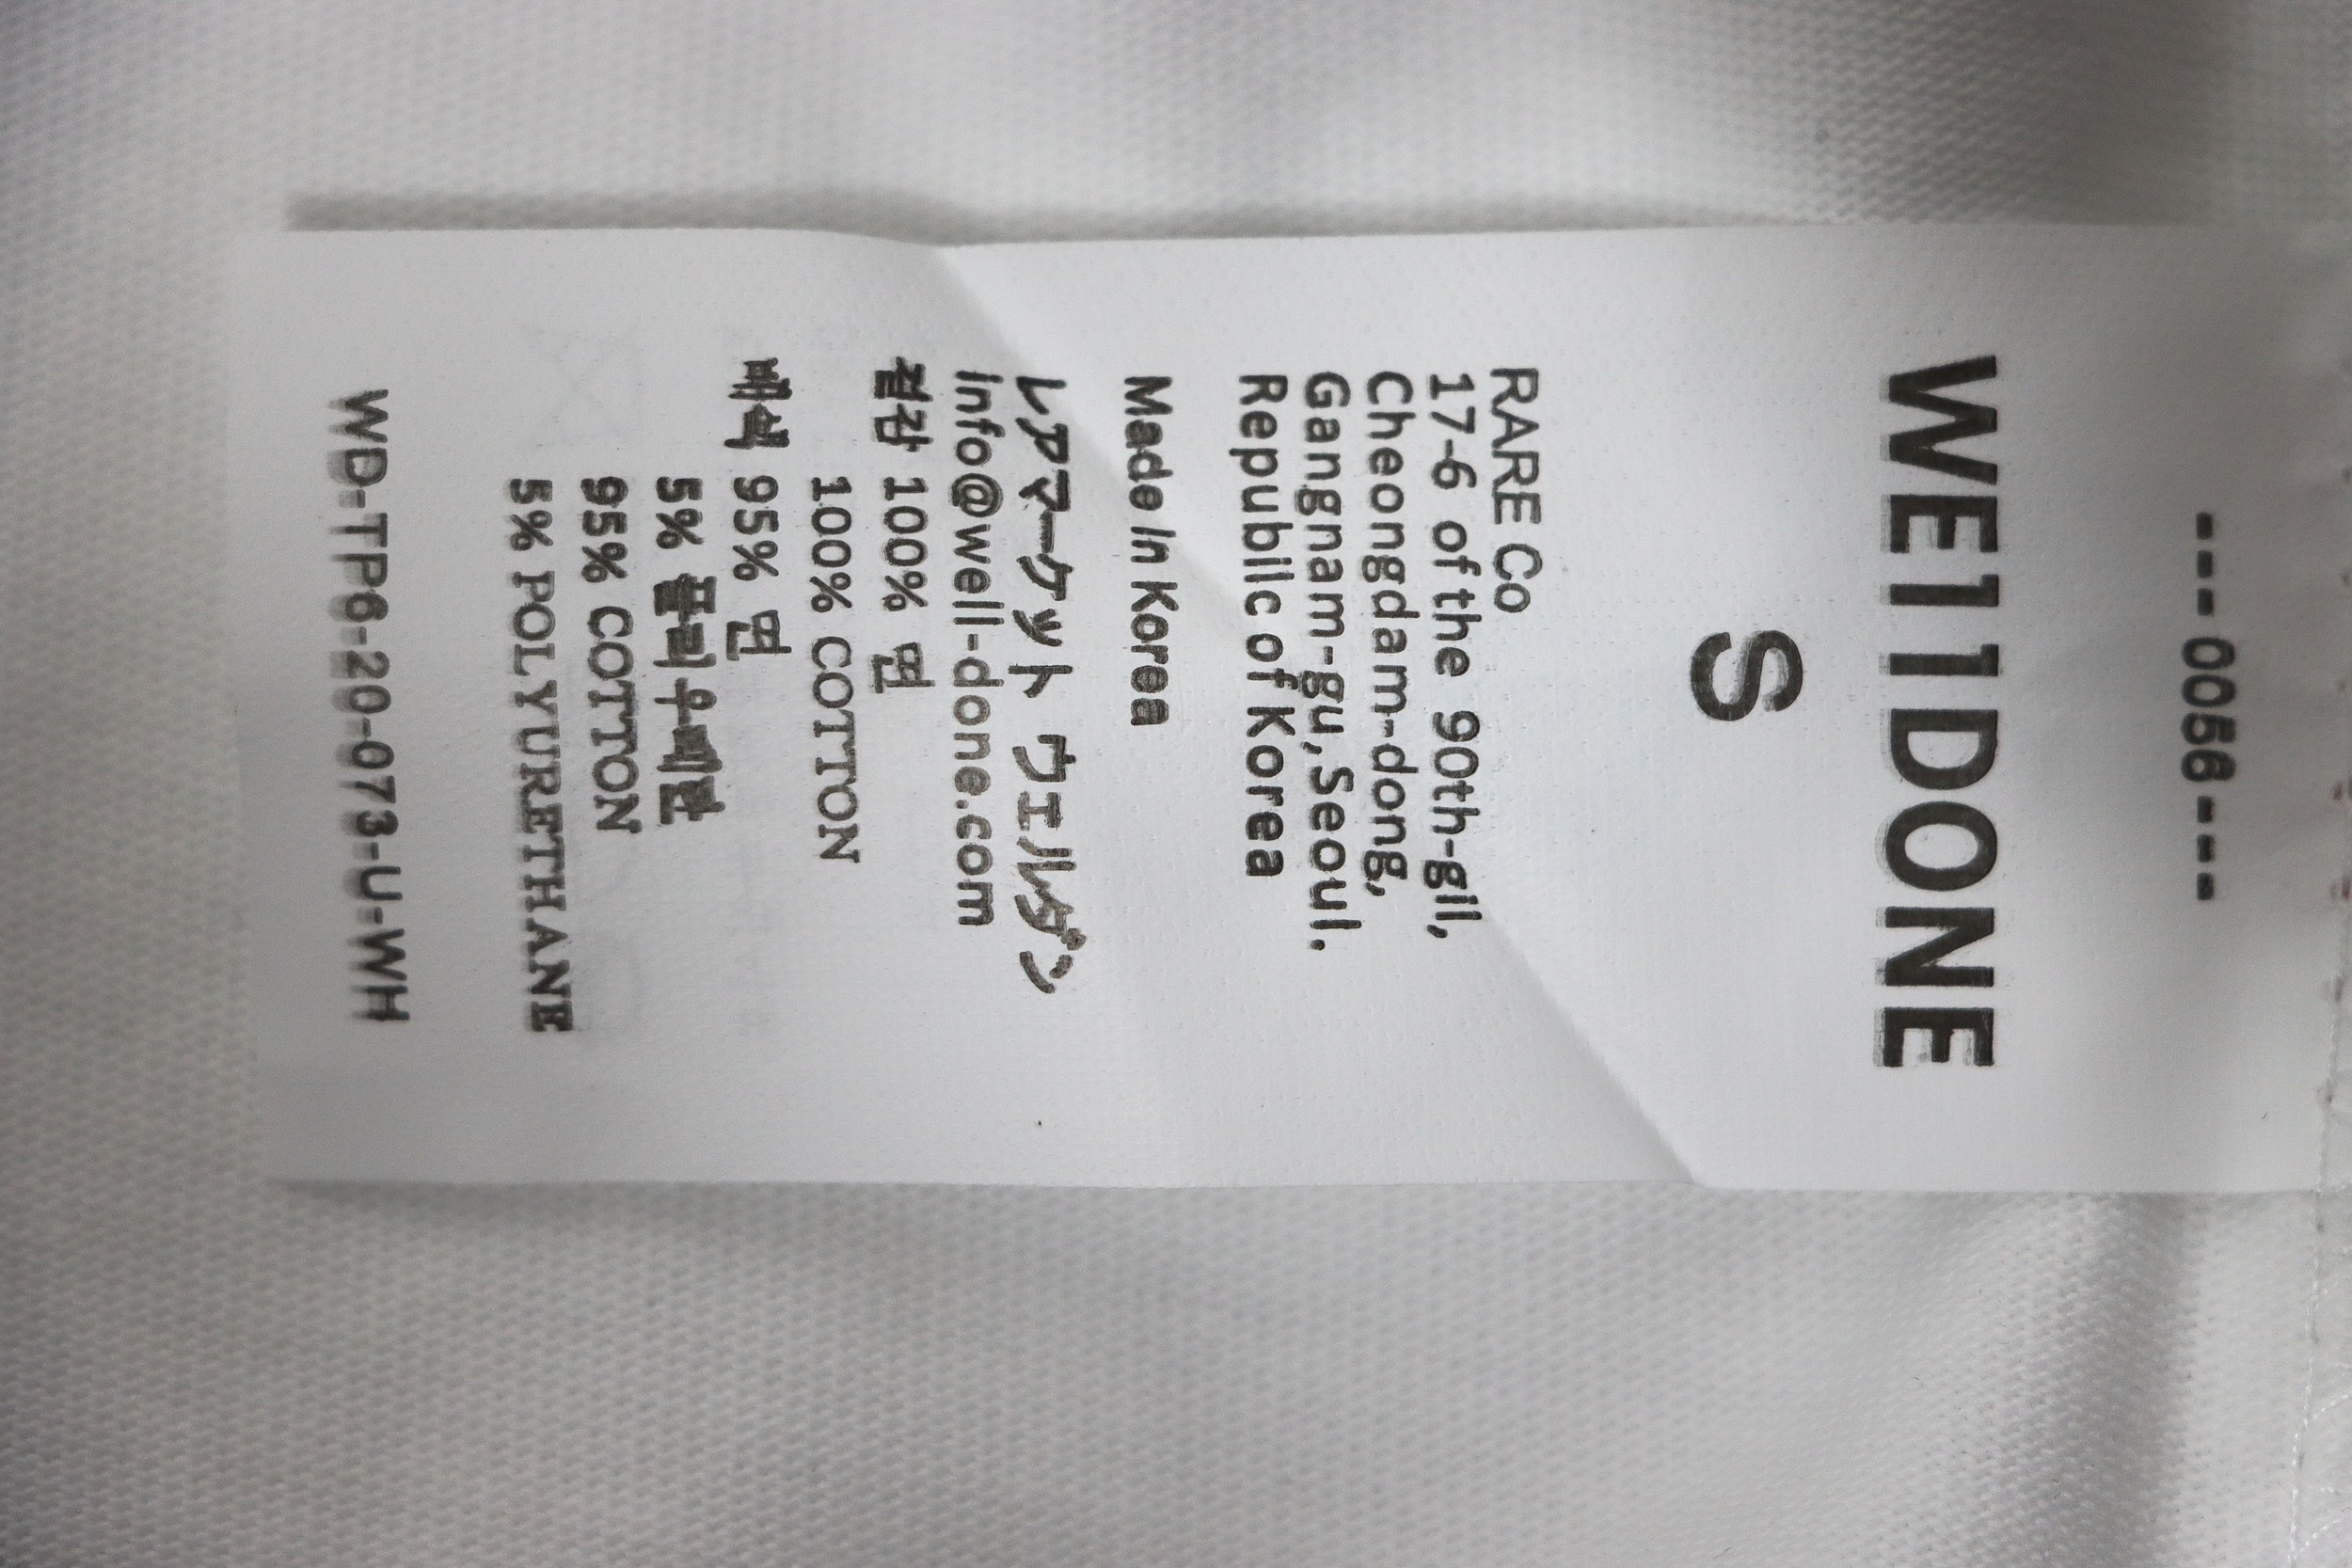 ---0056---
WE11DONE
S
RARE Co
17-6 of the 90th-gil,
Cheongdam-dong,
Gangnam-gu,Seoul.
Republic of Korea
Made In Korea
レアマーケット ウェルダン
info@well-done.com
겉감 100% 면
100% COTTON
배색 95% 면
5% 폴리우레탄
95% COTTON
5% POLYURETHANE
WD-TP6-20-073-U-WH